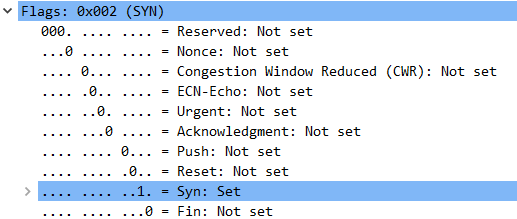 Flags: 0x002 (SYN)
000. .... .... = Reserved: Not set
...0 .... .... = Nonce: Not set
.... 0... .... = Congestion Window Reduced (CWR): Not set
.... .0.. .... = ECN-Echo: Not set
.... ..0. .... = Urgent: Not set
.... ...0 .... = Acknowledgment: Not set
.... .... 0... = Push: Not set
.... .... .0.. = Reset: Not set
.... .... ..1. = Syn: Set
.... .... ...0 = Fin: Not set